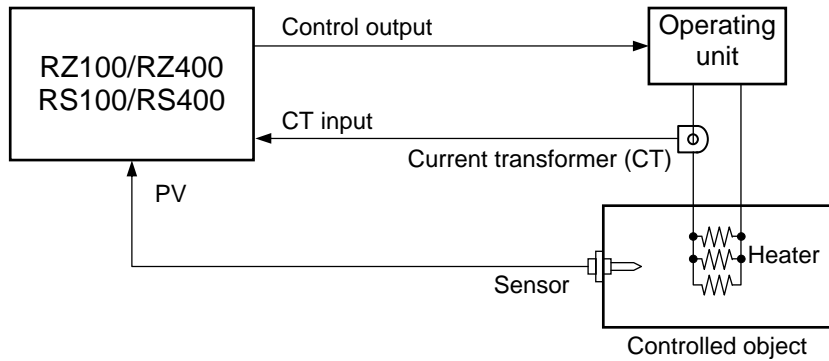 RZ100/RZ400
RS100/RS400
Control output
Operating
unit
CT input
Current transformer (CT)
PV
Sensor
Heater
Controlled object